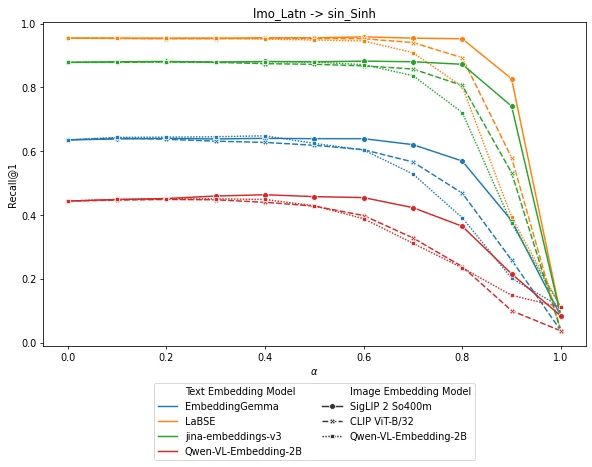 lmo_Latn -> sin_Sinh
Recall@1
1.0
0.8
0.6
0.4
0.2
0.0
0.0 0.2 0.4 0.6 0.8 1.0
α
Text Embedding Model Image Embedding Model
EmbeddingGemma SigLIP 2 So400m
LaBSE CLIP ViT-B/32
jina-embeddings-v3 Qwen-VL-Embedding-2B
Qwen-VL-Embedding-2B